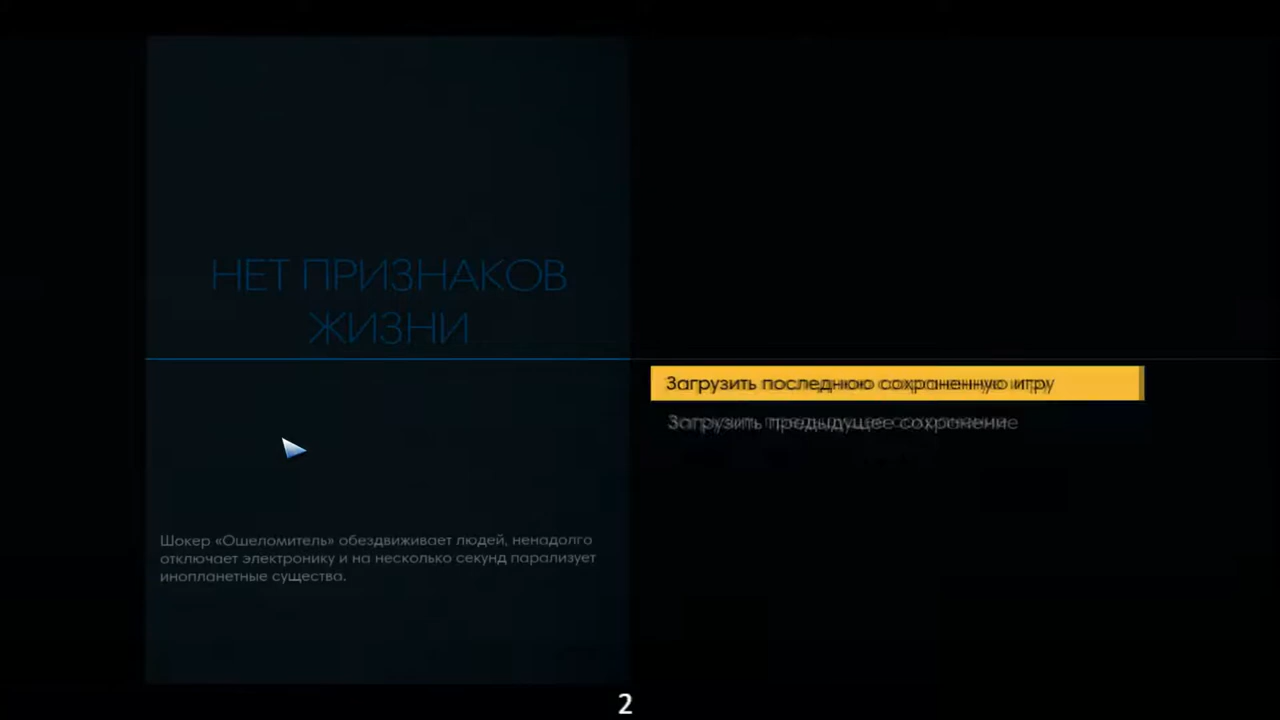 НЕТ ПРИЗНАКОВ
ЖИЗНИ
Загрузить последнюю сохраненную игру
Загрузить предыдущее сохранение
Шокер «Ошеломитель» обездвиживает людей, ненадолго
отключает электронику и на несколько секунд парализует
инопланетные существа.
2